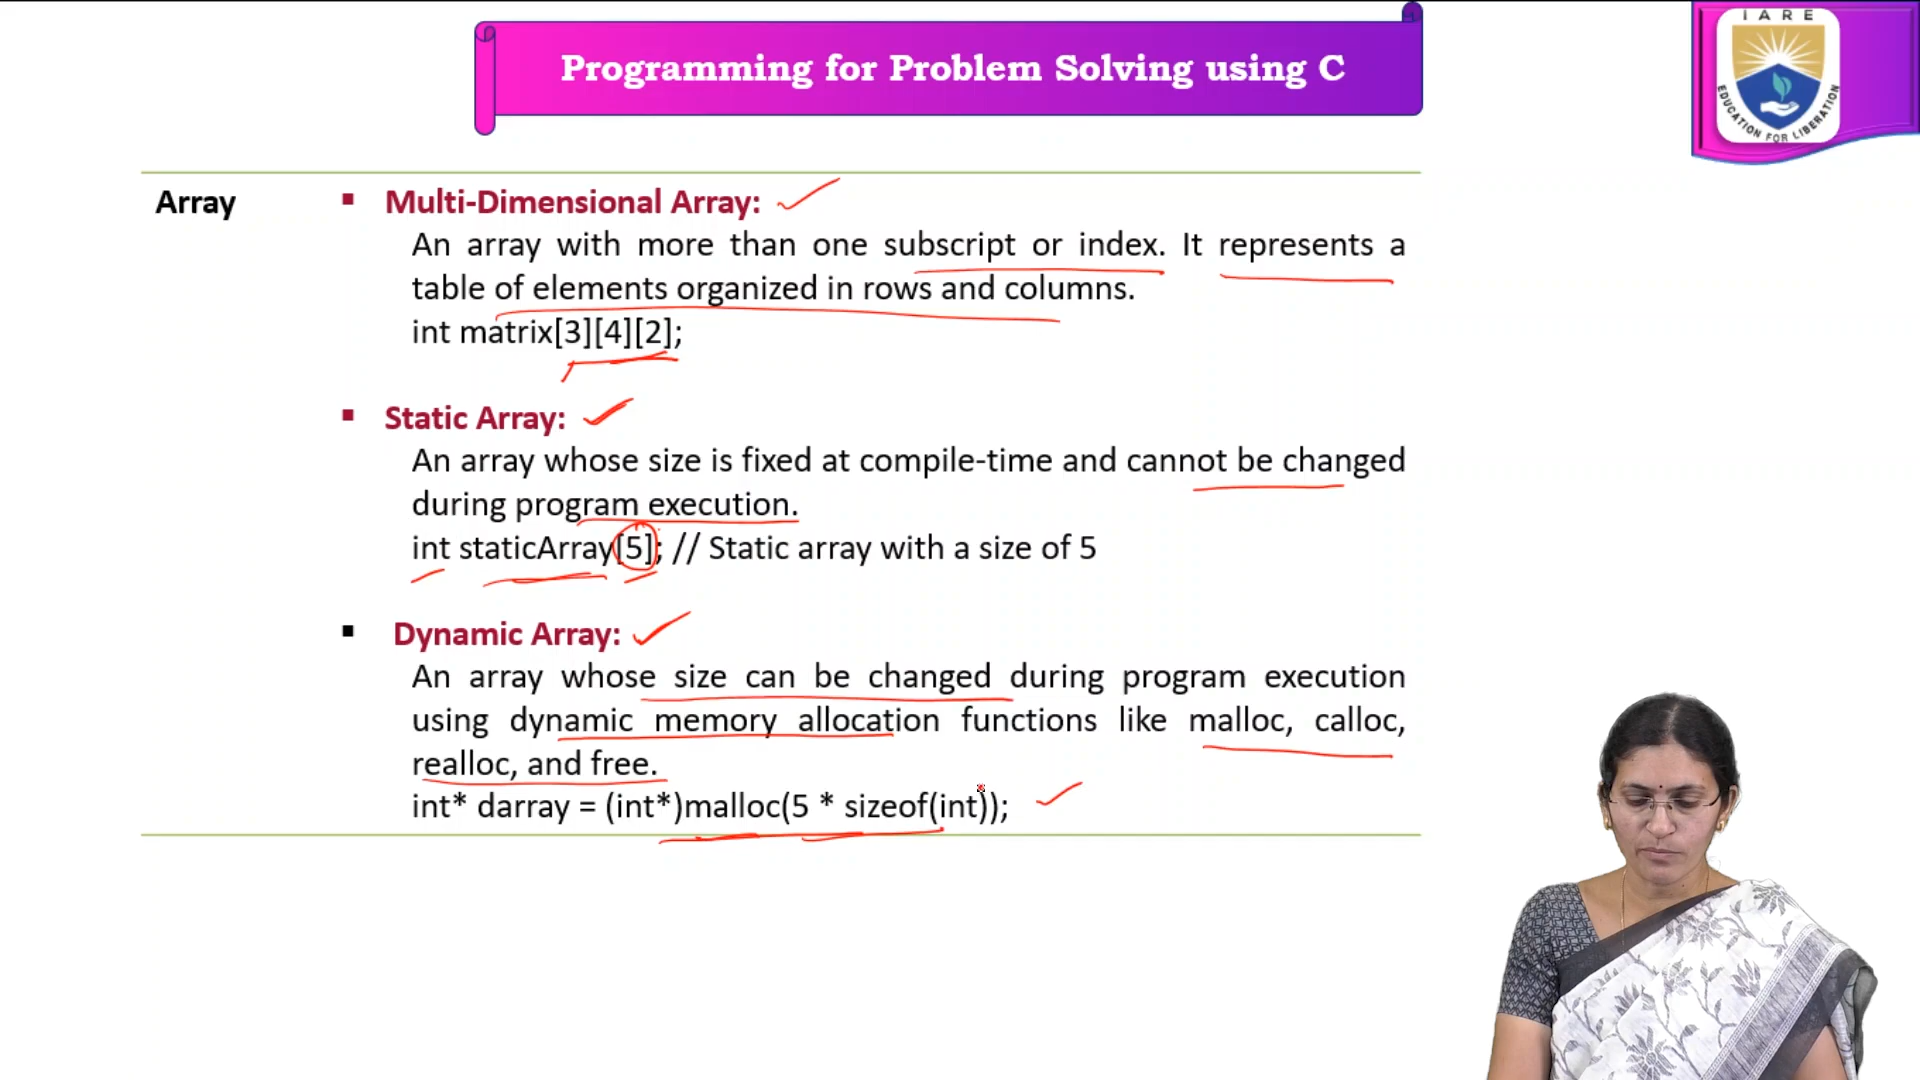 Programming for Problem Solving using C
IARE
EDUCATION FOR LIBERATION
Array
▪ Multi-Dimensional Array:
An array with more than one subscript or index. It represents a
table of elements organized in rows and columns.
int matrix[3][4][2];
▪ Static Array:
An array whose size is fixed at compile-time and cannot be changed
during program execution.
int staticArray[5]; // Static array with a size of 5
▪ Dynamic Array:
An array whose size can be changed during program execution
using dynamic memory allocation functions like malloc, calloc,
realloc, and free.
int* darray = (int*)malloc(5 * sizeof(int));